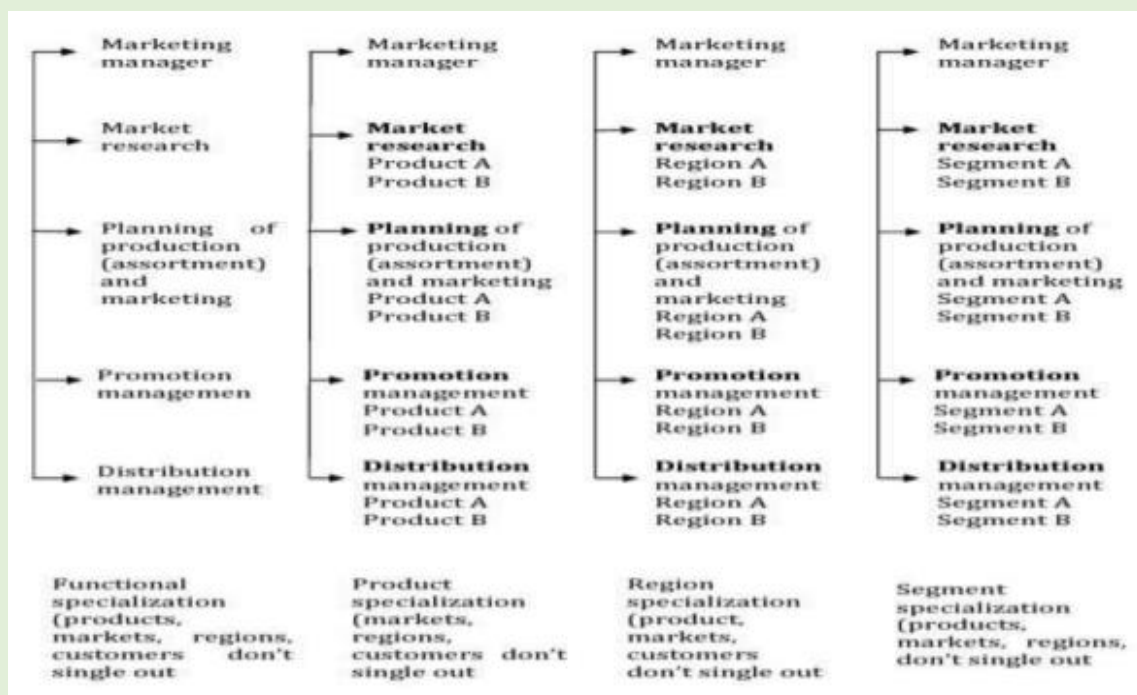 Marketing
manager
Market
research
Planning of
production
(assortment)
and
marketing
Promotion
managemen
Distribution
management
Functional
specialization
(products,
markets, regions,
customers don't
single out
Marketing
manager
Market
research
Product A
Product B
Planning of
production
(assortment)
and marketing
Product A
Product B
Promotion
management
Product A
Product B
Distribution
management
Product A
Product B
Product
specialization
(markets,
regions,
customers don't
single out
Marketing
manager
Market
research
Region A
Region B
Planning of
production
(assortment)
and
marketing
Region A
Region B
Promotion
management
Region A
Region B
Distribution
management
Region A
Region B
Region
specialization
(product,
markets,
customers
don't single out
Marketing
manager
Market
research
Segment A
Segment B
Planning of
production
(assortment)
and marketing
Segment A
Segment B
Promotion
management
Segment A
Segment B
Distribution
management
Segment A
Segment B
Segment
specialization
(products,
markets, regions,
don't single out